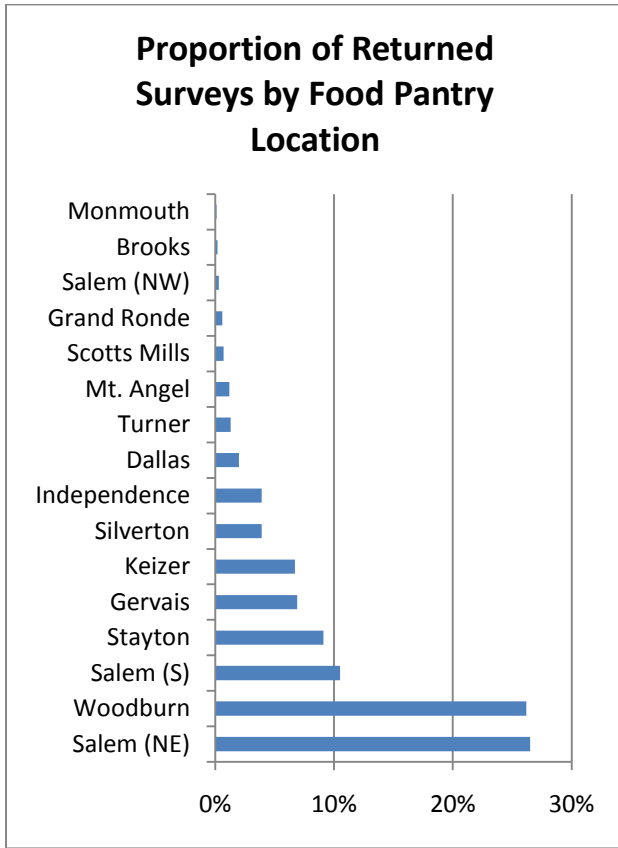 Proportion of Returned
Surveys by Food Pantry
Location
Monmouth
Brooks
Salem (NW)
Grand Ronde
Scotts Mills
Mt. Angel
Turner
Dallas
Independence
Silverton
Keizer
Gervais
Stayton
Salem (S)
Woodburn
Salem (NE)
0% 10% 20% 30%